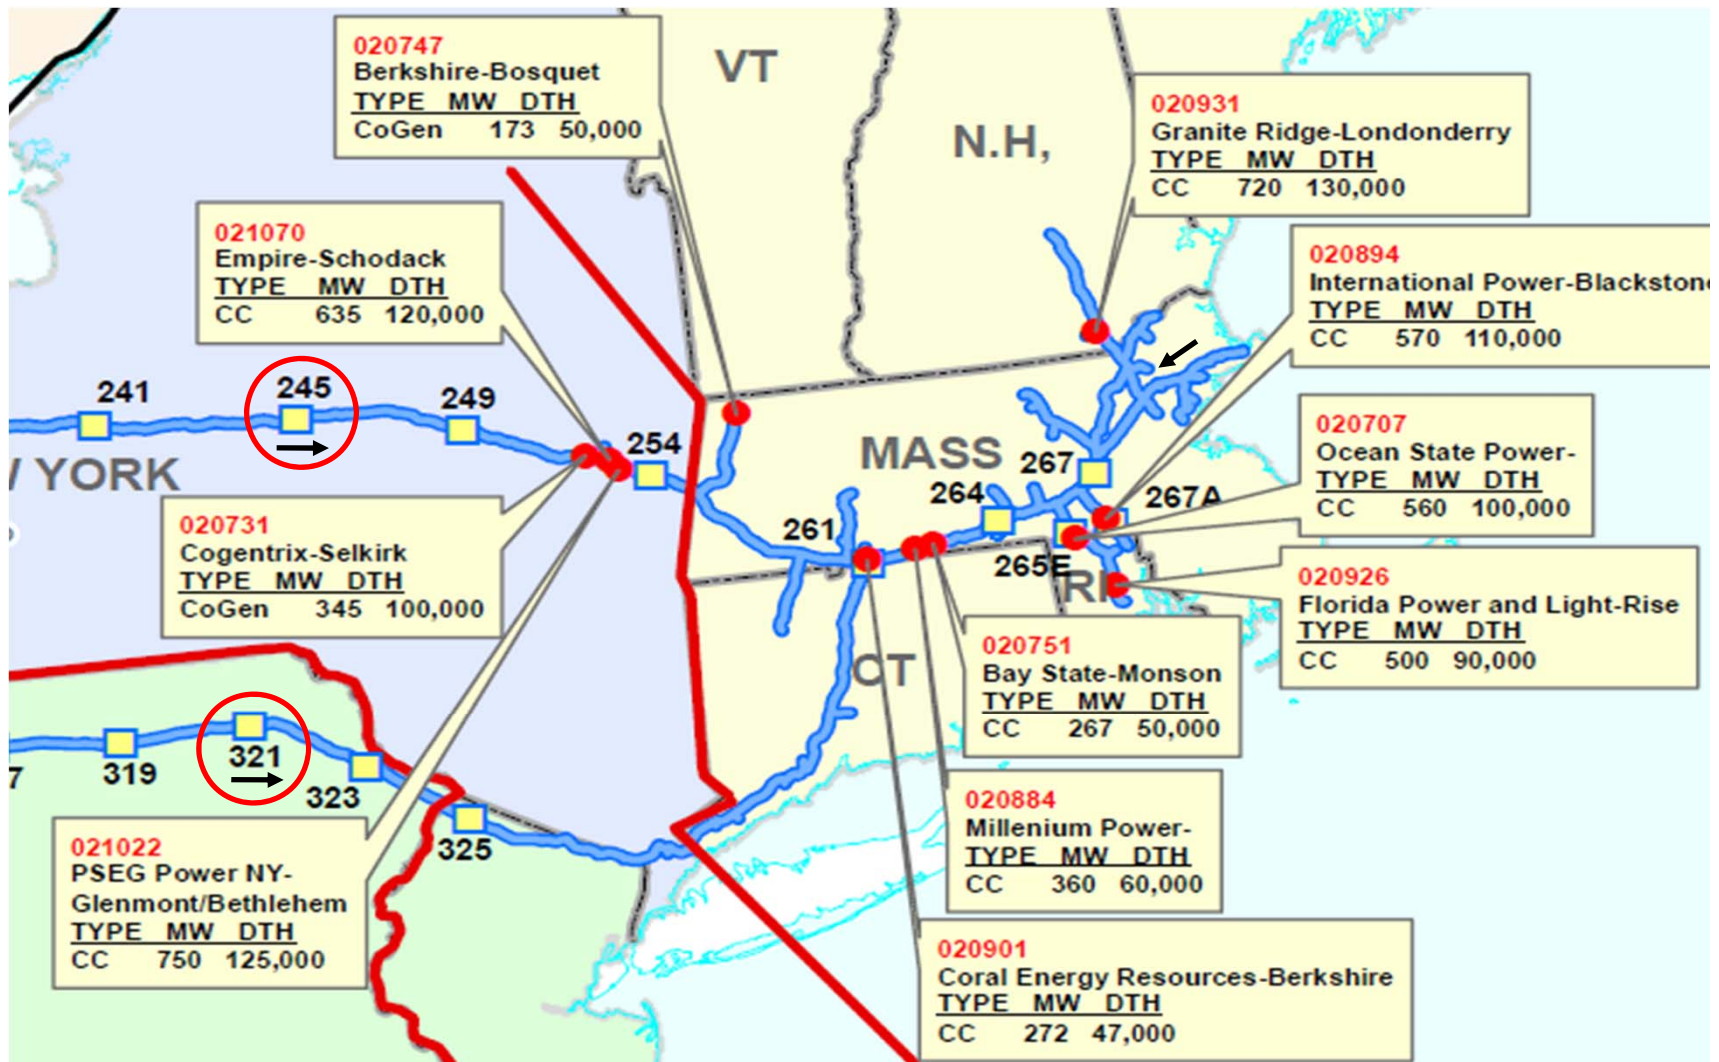 020747
Berkshire-Bosquet
TYPE MW DTH
CoGen 173 50,000
VT
N.H,
020931
Granite Ridge-Londonderry
TYPE MW DTH
CC 720 130,000
021070
Empire-Schodack
TYPE MW DTH
CC 635 120,000
020894
International Power-Blackstone
TYPE MW DTH
CC 570 110,000
241
245
249
254
YORK
MASS
267
264
267A
261
265E
RI
CT
020707
Ocean State Power-
TYPE MW DTH
CC 560 100,000
020731
Cogentrix-Selkirk
TYPE MW DTH
CoGen 345 100,000
020926
Florida Power and Light-Rise
TYPE MW DTH
CC 500 90,000
020751
Bay State-Monson
TYPE MW DTH
CC 267 50,000
7
319
321
323
325
020884
Millenium Power-
TYPE MW DTH
CC 360 60,000
021022
PSEG Power NY-
Glenmont/Bethlehem
TYPE MW DTH
CC 750 125,000
020901
Coral Energy Resources-Berkshire
TYPE MW DTH
CC 272 47,000